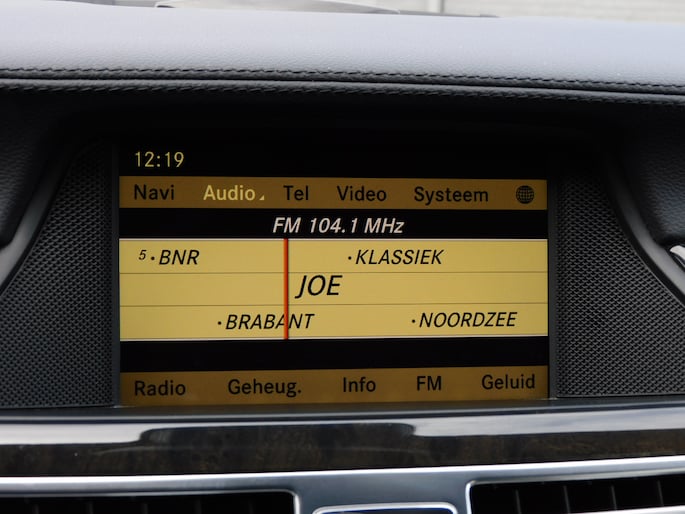 12:19
Navi Audio Tel Video Systeem
FM 104.1 MHz
5 · BNR · KLASSIEK
JOE
· BRABANT · NOORDZEE
Radio Geheug. Info FM Geluid